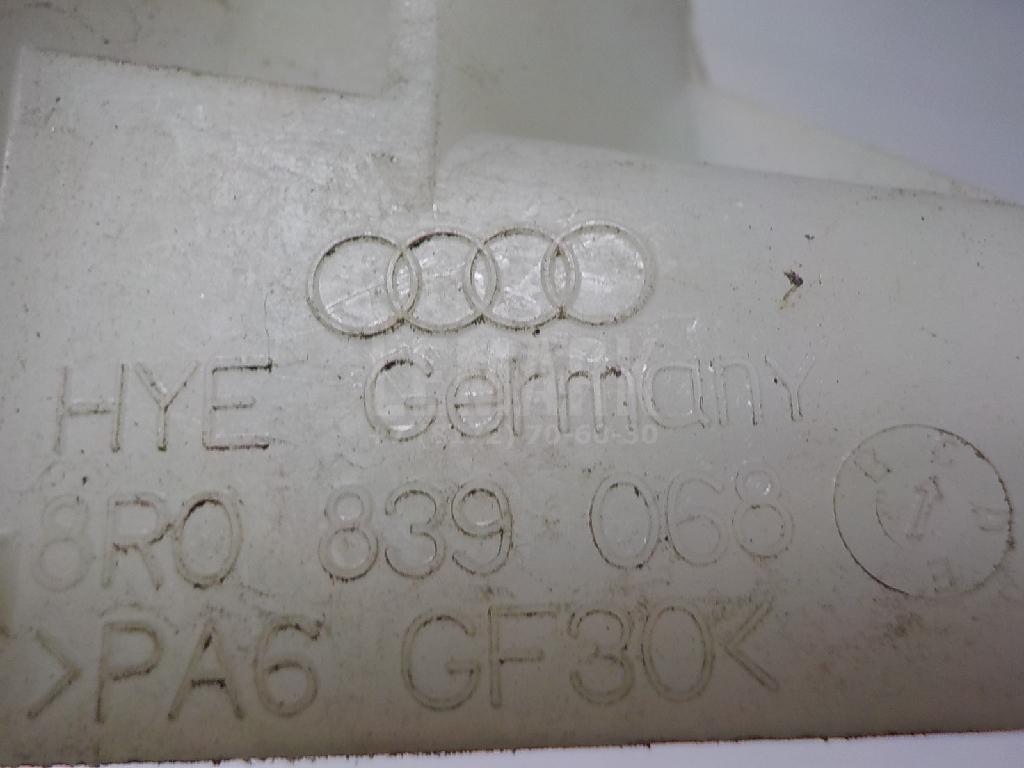 HYE Germany
8R0 839 068
>PA6 GF30<